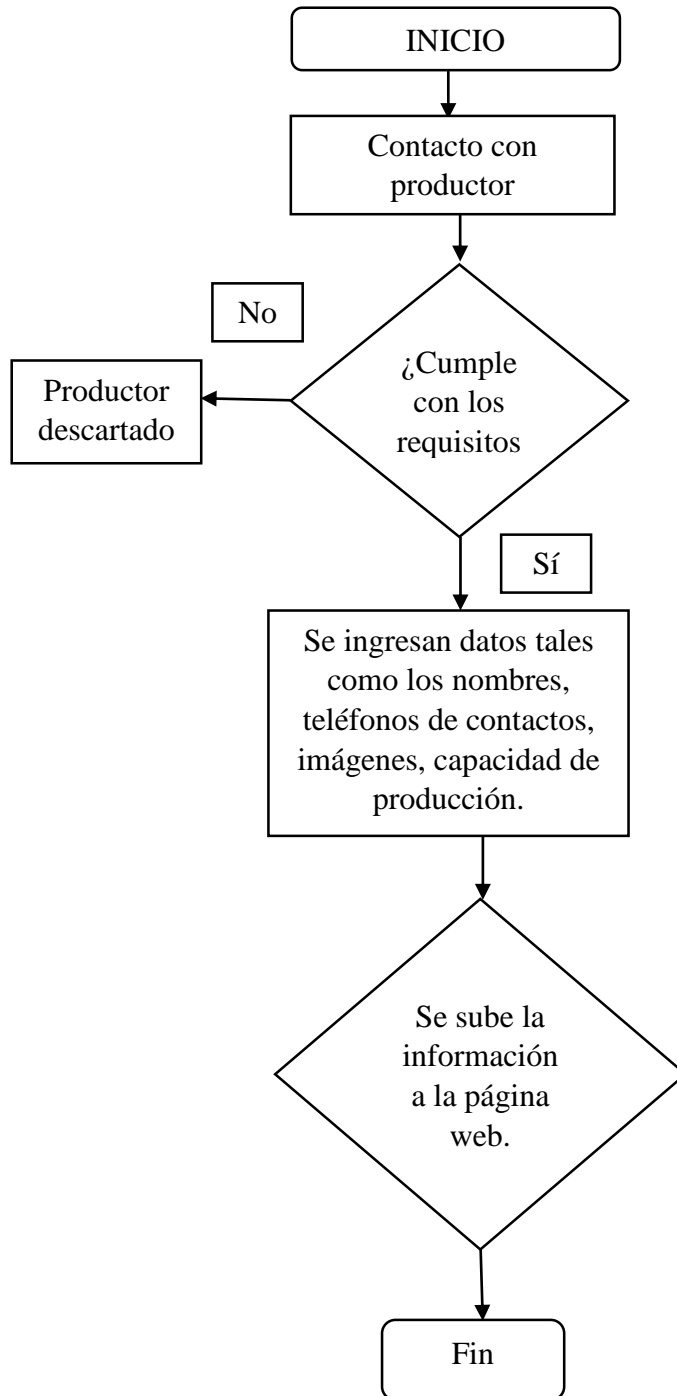 INICIO
Contacto con
productor
No
¿Cumple
con los
requisitos
Productor
descartado
Sí
Se ingresan datos tales
como los nombres,
teléfonos de contactos,
imágenes, capacidad de
producción.
Se sube la
información
a la página
web.
Fin